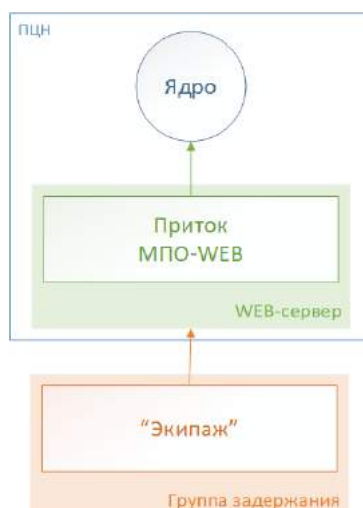 ПЦН
Ядро
Приток
МПО-WEB
WEB-сервер
“Экипаж”
Группа задержания